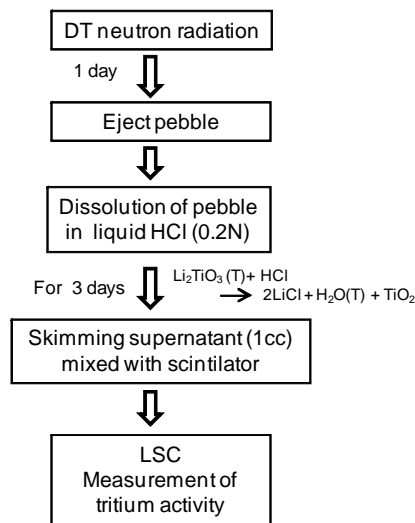 DT neutron radiation
1 day
Eject pebble
Dissolution of pebble
in liquid HCl (0.2N)
For 3 days
Li₂TiO₃(T)+ HCl
→ 2LiCl + H₂O(T) + TiO₂
Skimming supernatant (1cc)
mixed with scintilator
LSC
Measurement of
tritium activity